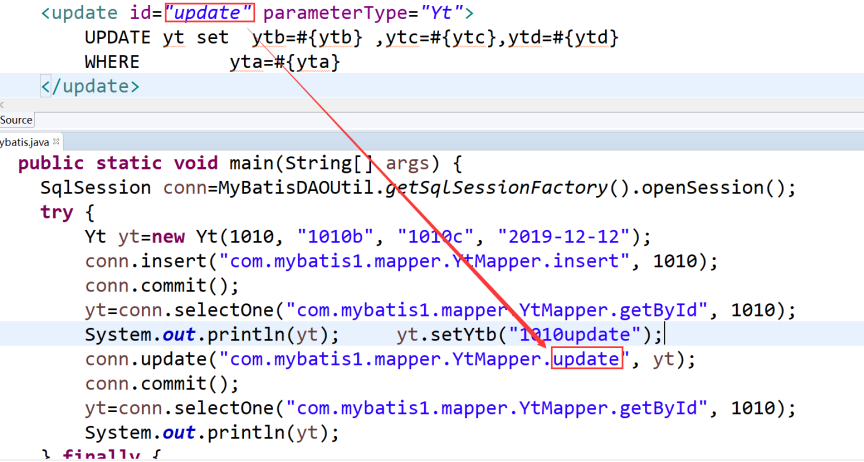 <update id="update" parameterType="Yt">
UPDATE yt set ytb=#{ytb} ,ytc=#{ytc},ytd=#{ytd}
WHERE yta=#{yta}
</update>
Source
ybatis.java
public static void main(String[] args) {
SqlSession conn=MyBatisDAOUtil.getSqlSessionFactory().openSession();
try {
Yt yt=new Yt(1010, "1010b", "1010c", "2019-12-12");
conn.insert("com.mybatis1.mapper.YtMapper.insert", 1010);
conn.commit();
yt=conn.selectOne("com.mybatis1.mapper.YtMapper.getById", 1010);
System.out.println(yt); yt.setYtb("1010update");
conn.update("com.mybatis1.mapper.YtMapper.update", yt);
conn.commit();
yt=conn.selectOne("com.mybatis1.mapper.YtMapper.getById", 1010);
System.out.println(yt);
} finally {